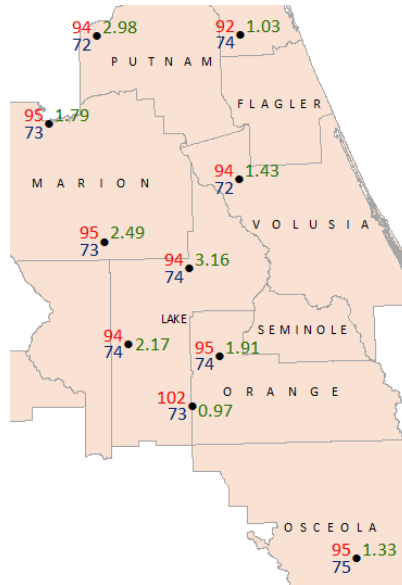 94 2.98
72
92 1.03
74
PUTNAM
FLAGLER
95 1.79
73
94 1.43
72
MARION
VOLUSIA
95 2.49
73
94 3.16
74
LAKE
SEMINOLE
94 2.17
74
95 1.91
74
ORANGE
102
73 0.97
OSCEOLA
95 1.33
75